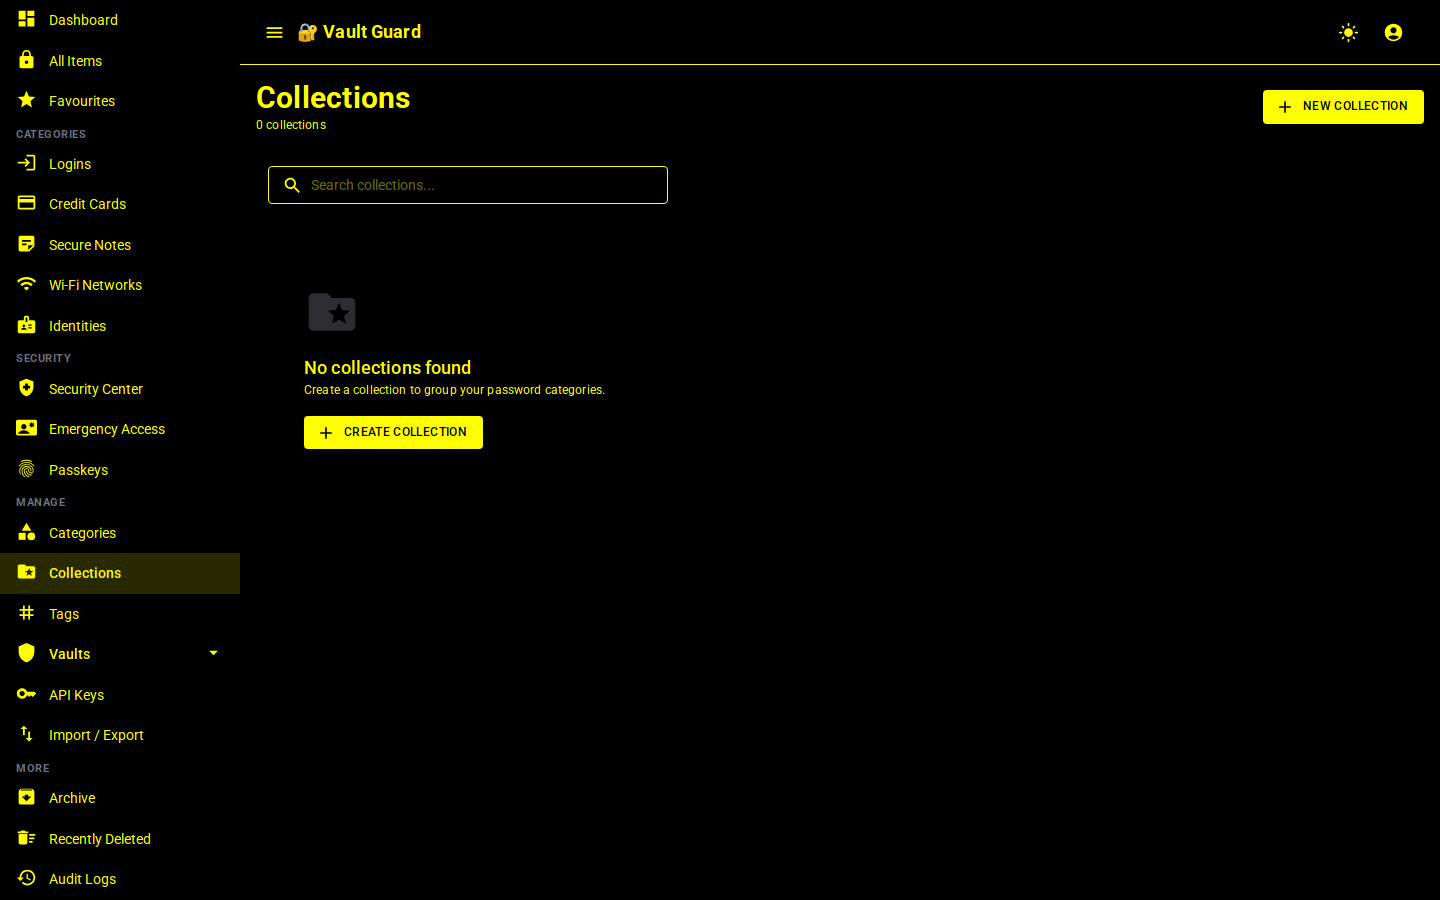 Dashboard
All Items
Favourites
CATEGORIES
Logins
Credit Cards
Secure Notes
Wi-Fi Networks
Identities
SECURITY
Security Center
Emergency Access
Passkeys
MANAGE
Categories
Collections
Tags
Vaults
API Keys
Import / Export
MORE
Archive
Recently Deleted
Audit Logs
Vault Guard
Collections
0 collections
NEW COLLECTION
Search collections...
No collections found
Create a collection to group your password categories.
CREATE COLLECTION